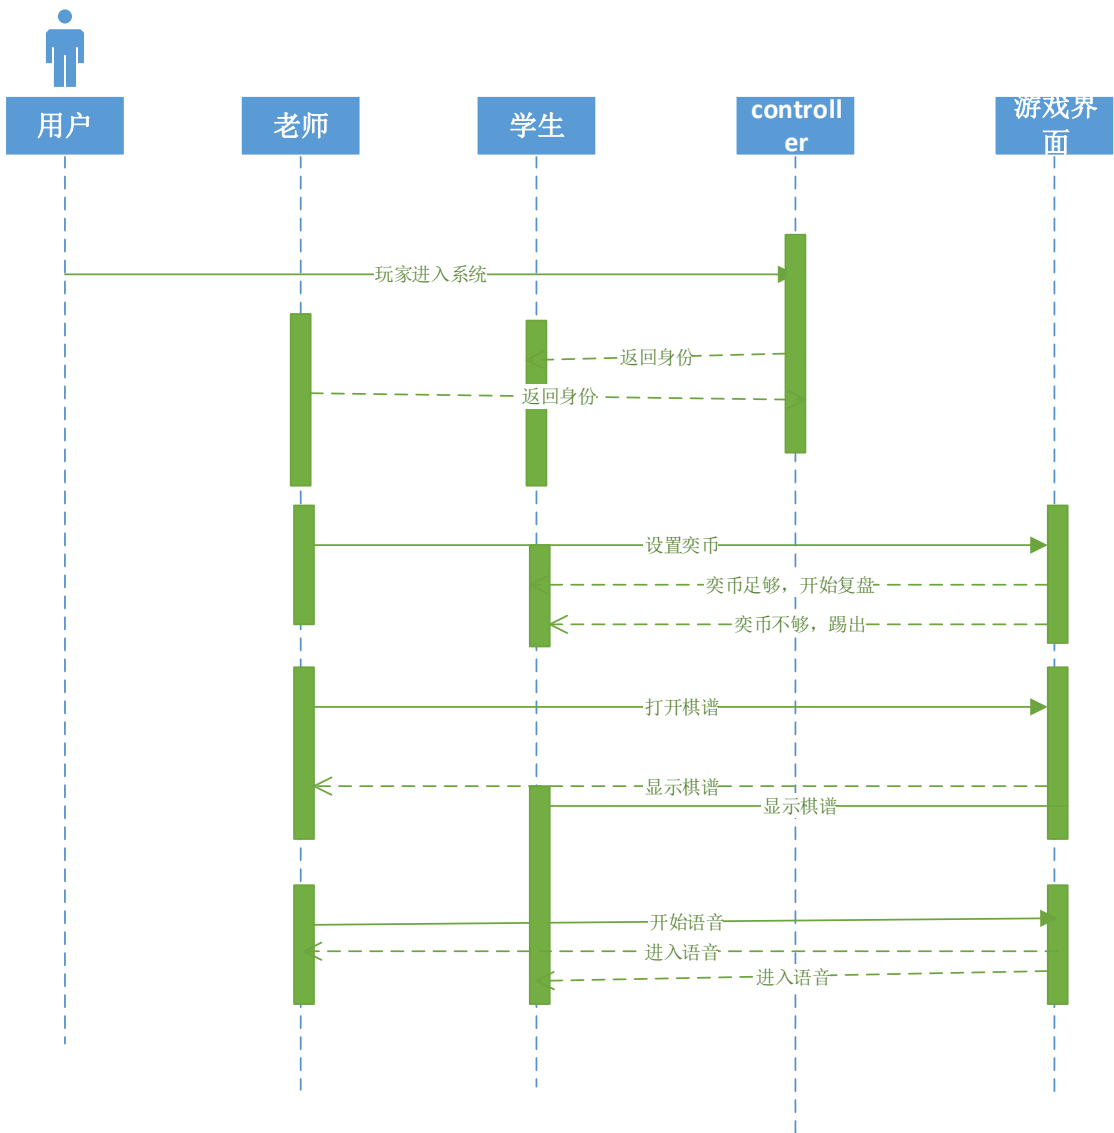 用户
老师
学生
controll
er
游戏界
面
玩家进入系统
返回身份
返回身份
设置奕币
奕币足够，开始复盘
奕币不够，踢出
打开棋谱
显示棋谱
显示棋谱
开始语音
进入语音
进入语音